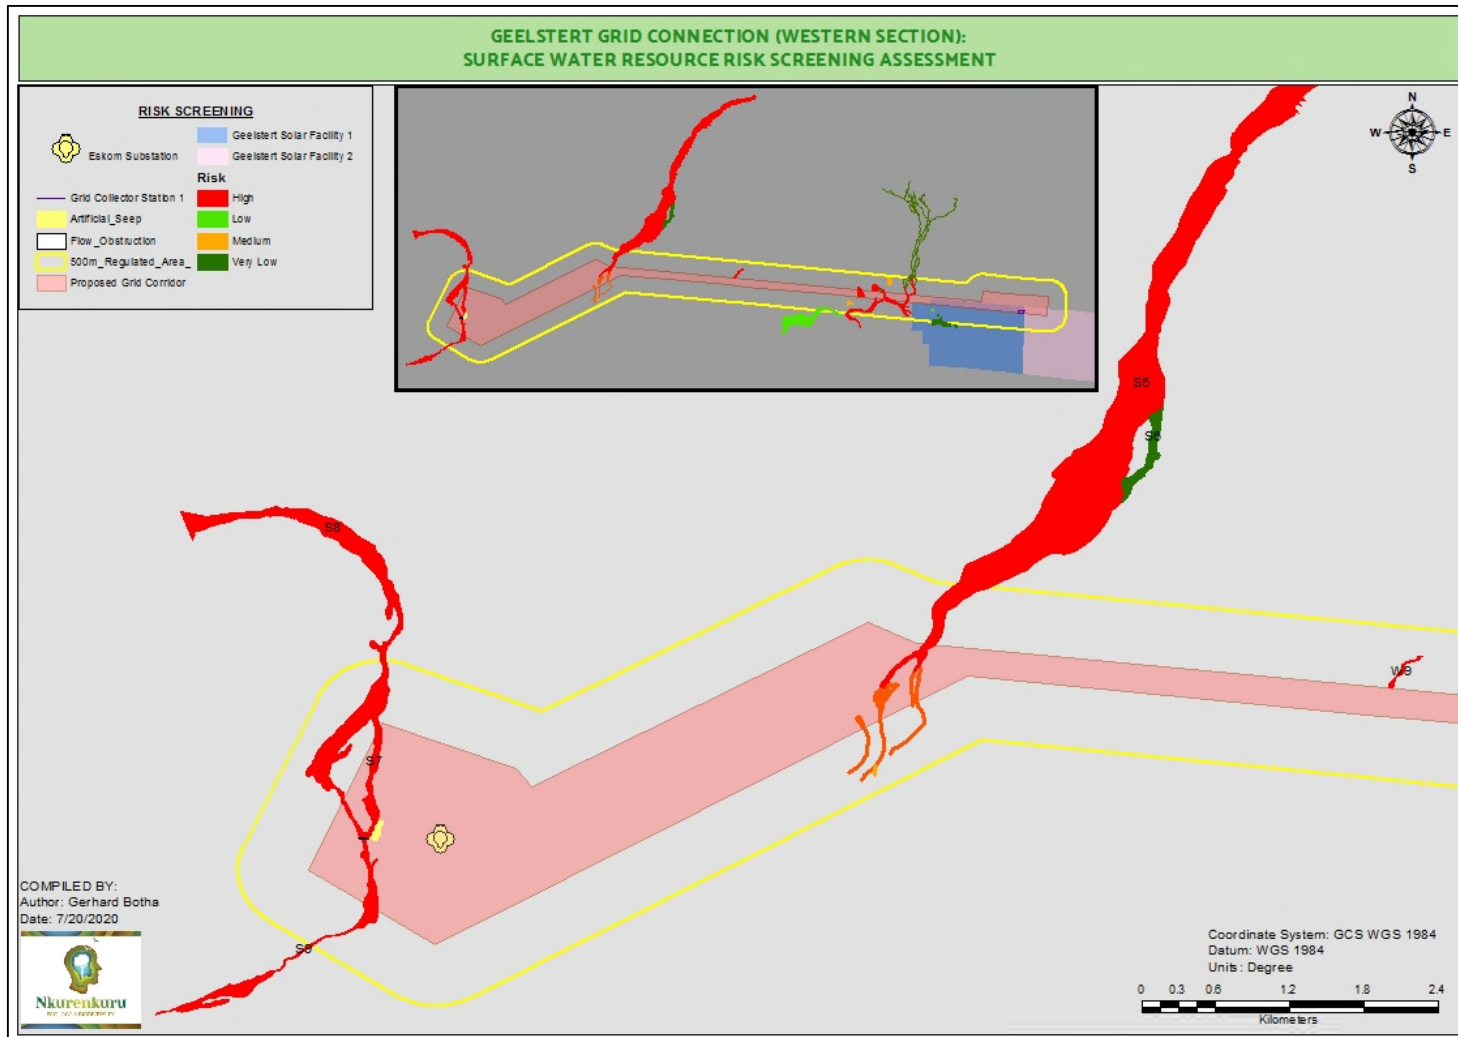 GEELSTERT GRID CONNECTION (WESTERN SECTION):
SURFACE WATER RESOURCE RISK SCREENING ASSESSMENT
RISK SCREENING
Eskom Substation
Grid Collector Station 1
Artificial_Seep
Flow_Obstruction
500m_Regulated_Area_
Proposed Grid Corridor
Geelstert Solar Facility 1
Geelstert Solar Facility 2
Risk
High
Low
Medium
Very Low
N
W E
S
S5
S6
S8
W9
S7
S9
COMPILED BY:
Author: Gerhard Botha
Date: 7/20/2020
Nkurenkuru
ECOLOGY & BIODIVERSITY
Coordinate System: GCS WGS 1984
Datum: WGS 1984
Units: Degree
0 0.3 0.6 1.2 1.8 2.4
Kilometers